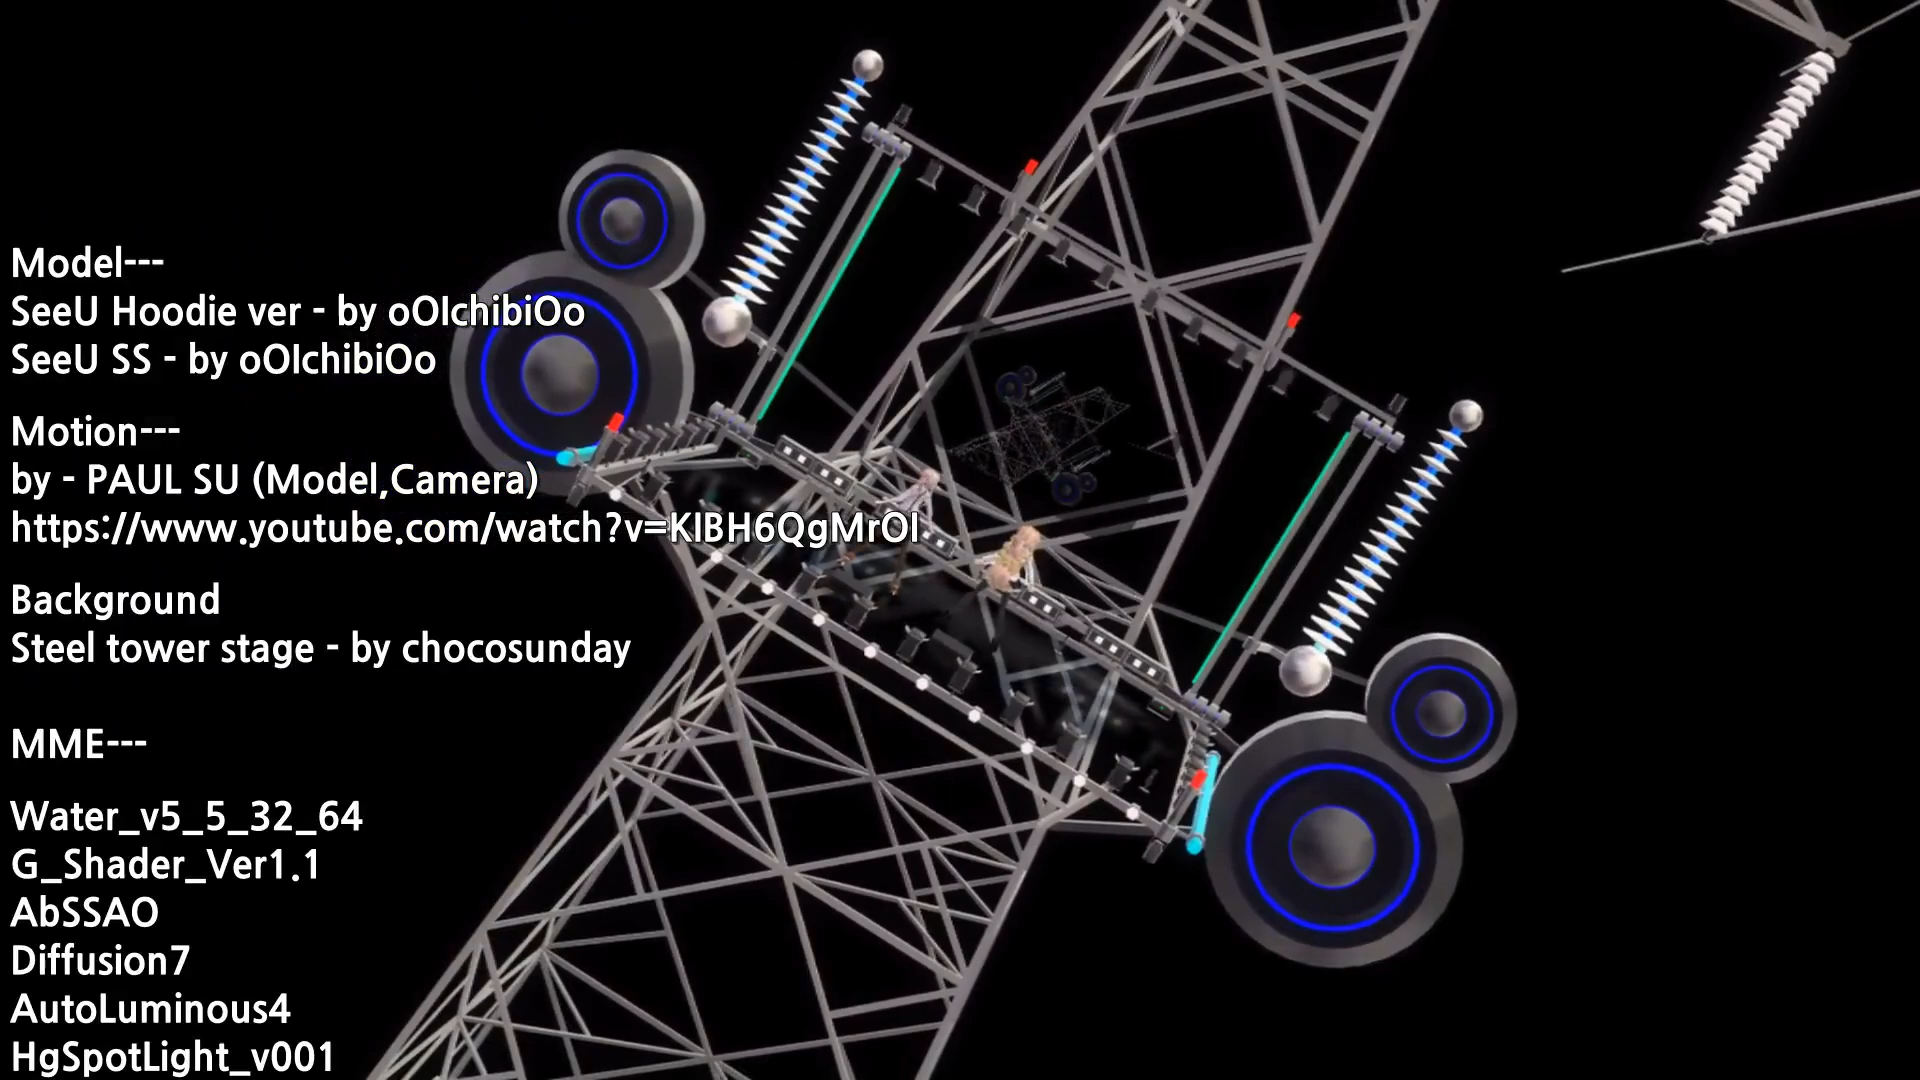 Model---
SeeU Hoodie ver - by oOIchibiOo
SeeU SS - by oOIchibiOo
Motion---
by - PAUL SU (Model,Camera)
https://www.youtube.com/watch?v=KIBH6QgMrOI
Background
Steel tower stage - by chocosunday
MME---
Water_v5_5_32_64
G_Shader_Ver1.1
AbSSAO
Diffusion7
AutoLuminous4
HgSpotLight_v001